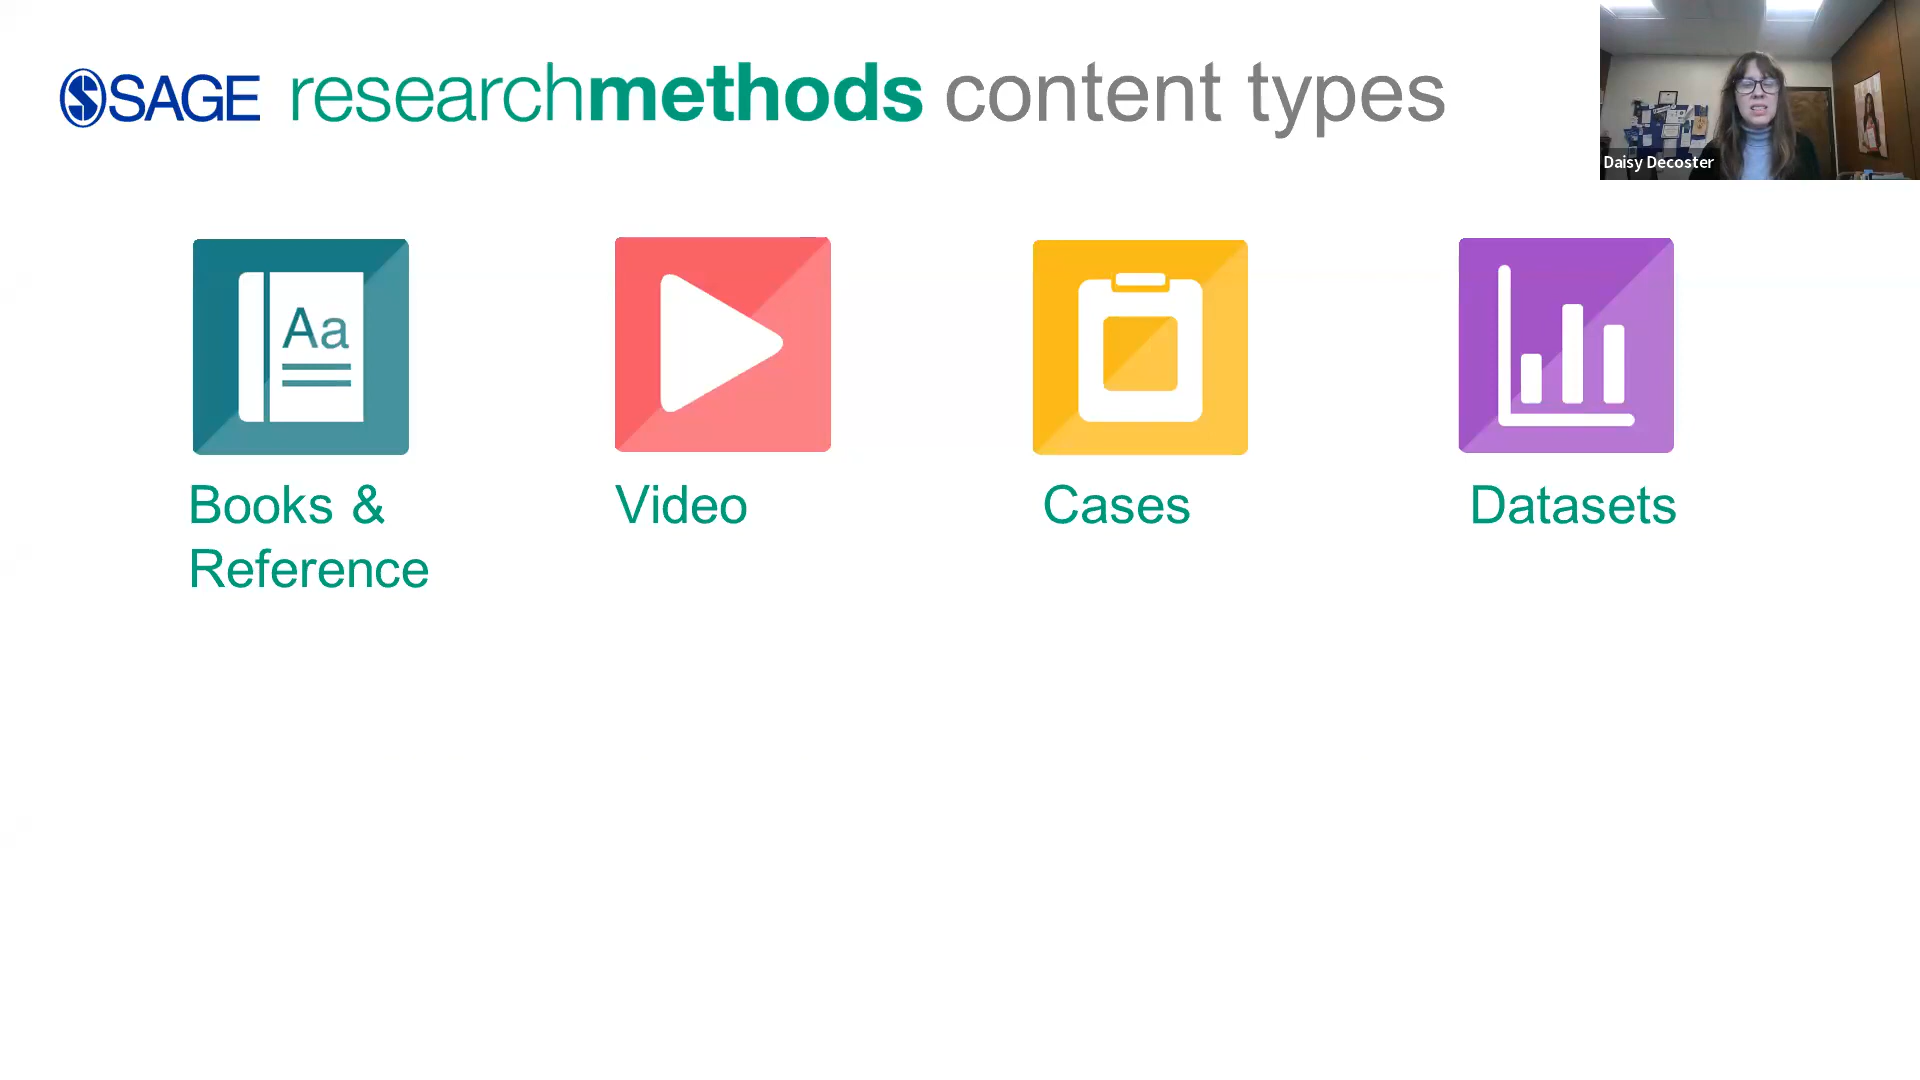 SAGE researchmethods content types
Daisy Decoster
Aa
Books &
Reference
Video
Cases
Datasets